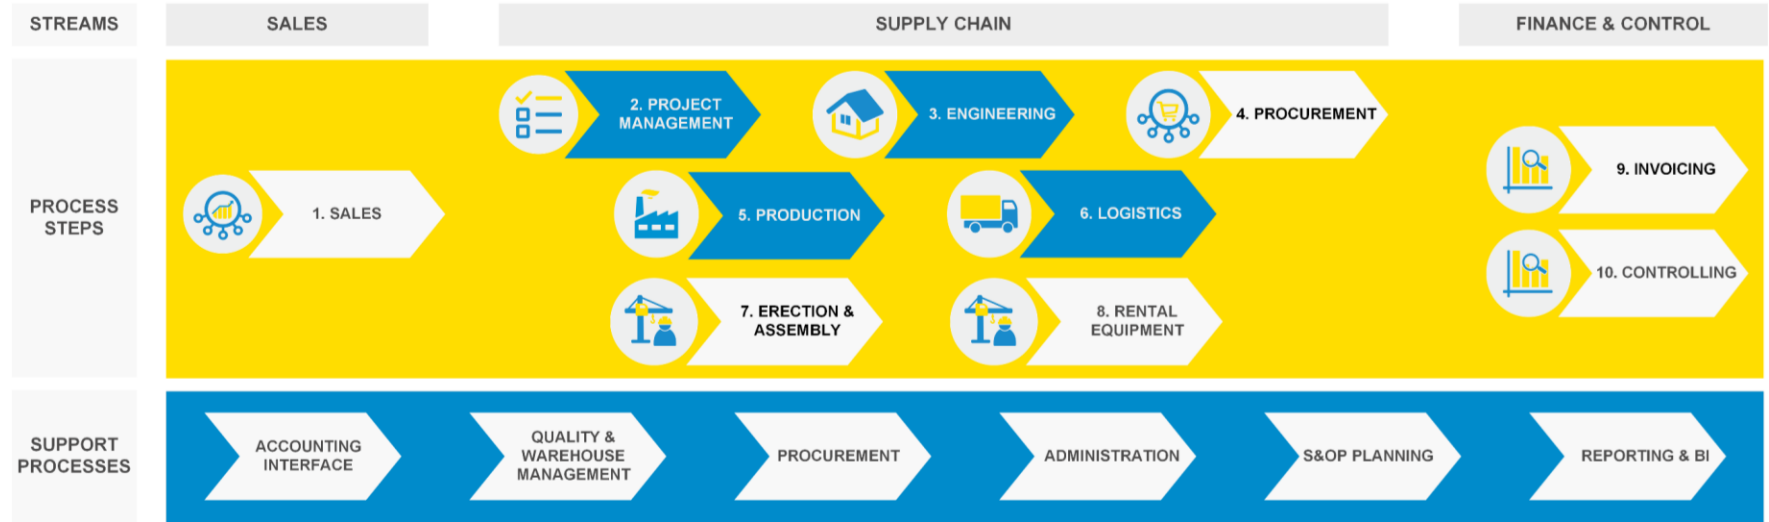 STREAMS
SALES
SUPPLY CHAIN
FINANCE & CONTROL
PROCESS
STEPS
1. SALES
2. PROJECT
MANAGEMENT
3. ENGINEERING
4. PROCUREMENT
5. PRODUCTION
6. LOGISTICS
7. ERECTION &
ASSEMBLY
8. RENTAL
EQUIPMENT
9. INVOICING
10. CONTROLLING
SUPPORT
PROCESSES
ACCOUNTING
INTERFACE
QUALITY &
WAREHOUSE
MANAGEMENT
PROCUREMENT
ADMINISTRATION
S&OP PLANNING
REPORTING & BI